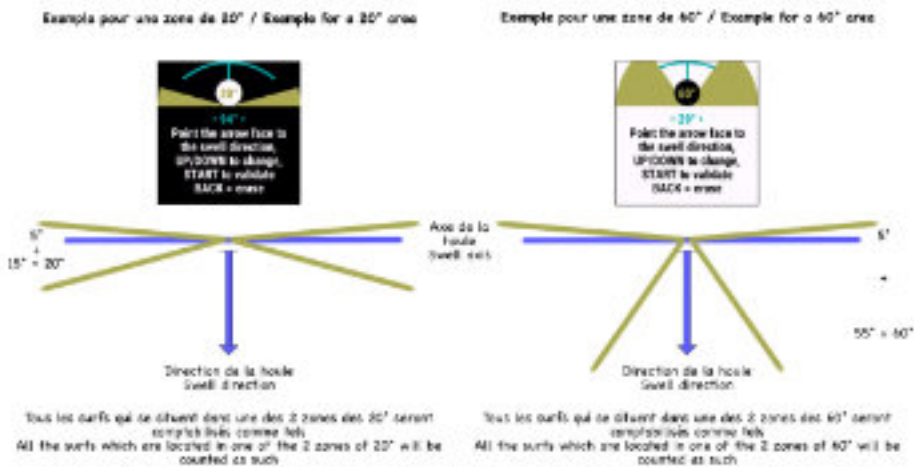 Exemple pour une zone de 20° / Example for a 20° area
Exemple pour une zone de 60° / Example for a 60° area
20°
Point the arrow face to
the swell direction,
UP/DOWN to change,
START to validate
BACK = erase
60°
Point the arrow face to
the swell direction,
UP/DOWN to change,
START to validate
BACK = erase
5°
+
15° = 20°
Axe de la
houle
Swell axis
5°
+
55° = 60°
Direction de la houle
Swell direction
Direction de la houle
Swell direction
Tous les surfs qui se situent dans une des 2 zones des 20° seront
comptabilisés comme tels
All the surfs which are located in one of the 2 zones of 20° will be
counted as such
Tous les surfs qui se situent dans une des 2 zones des 60° seront
comptabilisés comme tels
All the surfs which are located in one of the 2 zones of 60° will be
counted as such